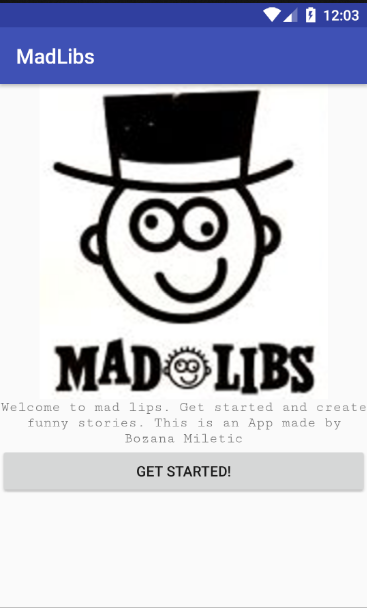 12:03
MadLibs
MAD LIBS
Welcome to mad lips. Get started and create
funny stories. This is an App made by
Bozana Miletic
GET STARTED!